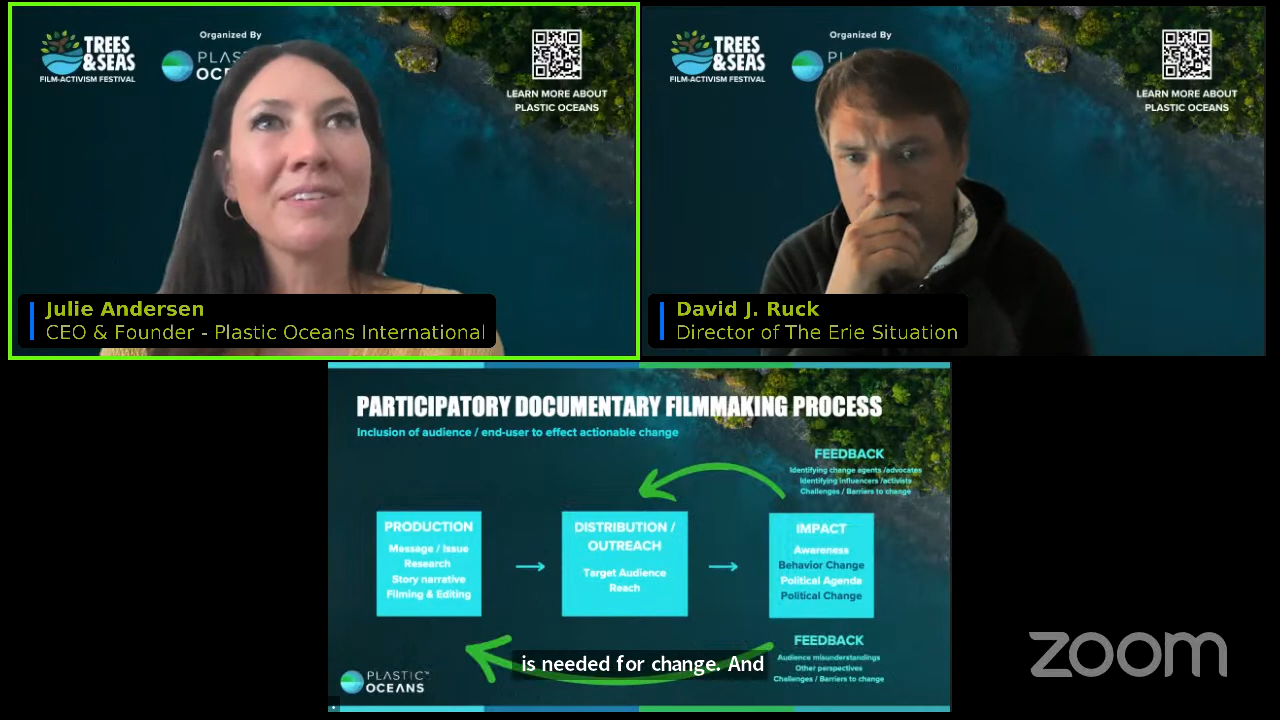 TREES
&SEAS
FILM-ACTIVISM FESTIVAL
Organized By
PLAS
OCE
LEARN MORE ABOUT
PLASTIC OCEANS
Julie Andersen
CEO & Founder - Plastic Oceans International
TREES
&SEAS
FILM-ACTIVISM FESTIVAL
Organized By
PL
LEARN MORE ABOUT
PLASTIC OCEANS
David J. Ruck
Director of The Erie Situation
PARTICIPATORY DOCUMENTARY FILMMAKING PROCESS
Inclusion of audience / end-user to effect actionable change
FEEDBACK
Identifying change agents /advocates
Identifying influencers /activists
Challenges / Barriers to change
PRODUCTION
Message / Issue
Research
Story narrative
Filming & Editing
DISTRIBUTION /
OUTREACH
Target Audience
Reach
IMPACT
Awareness
Behavior Change
Political Agenda
Political Change
FEEDBACK
Audience misunderstandings
Other perspectives
Challenges / Barriers to change
is needed for change. And
PLASTIC™
OCEANS
zoom